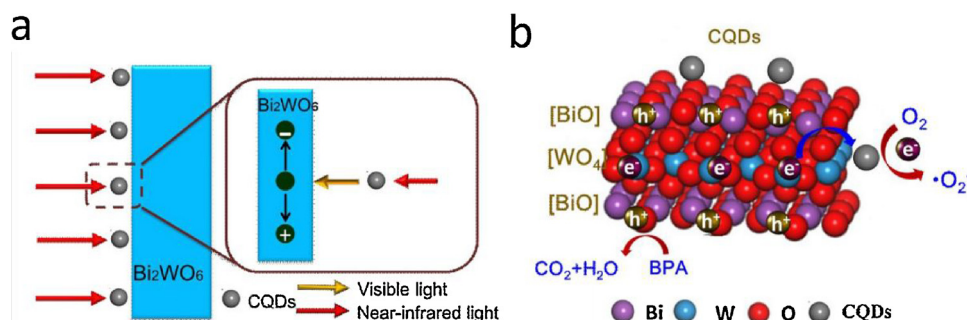 a
Bi₂WO₆
Bi₂WO₆
−
+
CQDs
Visible light
Near-infrared light
b
CQDs
[BiO]
h⁺ h⁺ h⁺
O₂
[WO₄
e⁻ e⁻ e⁻
e⁻
·O₂
[BiO]
h⁺ h⁺ h⁺
CO₂+H₂O
BPA
Bi W O CQDs